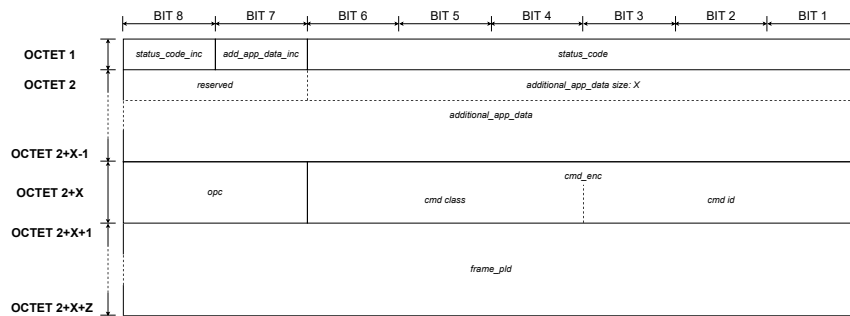 BIT 8 BIT 7 BIT 6 BIT 5 BIT 4 BIT 3 BIT 2 BIT 1
OCTET 1 status_code_inc add_app_data_inc status_code
OCTET 2 reserved additional_app_data size: X
additional_app_data
OCTET 2+X-1
cmd_enc
OCTET 2+X opc cmd class cmd id
OCTET 2+X+1
frame_pld
OCTET 2+X+Z